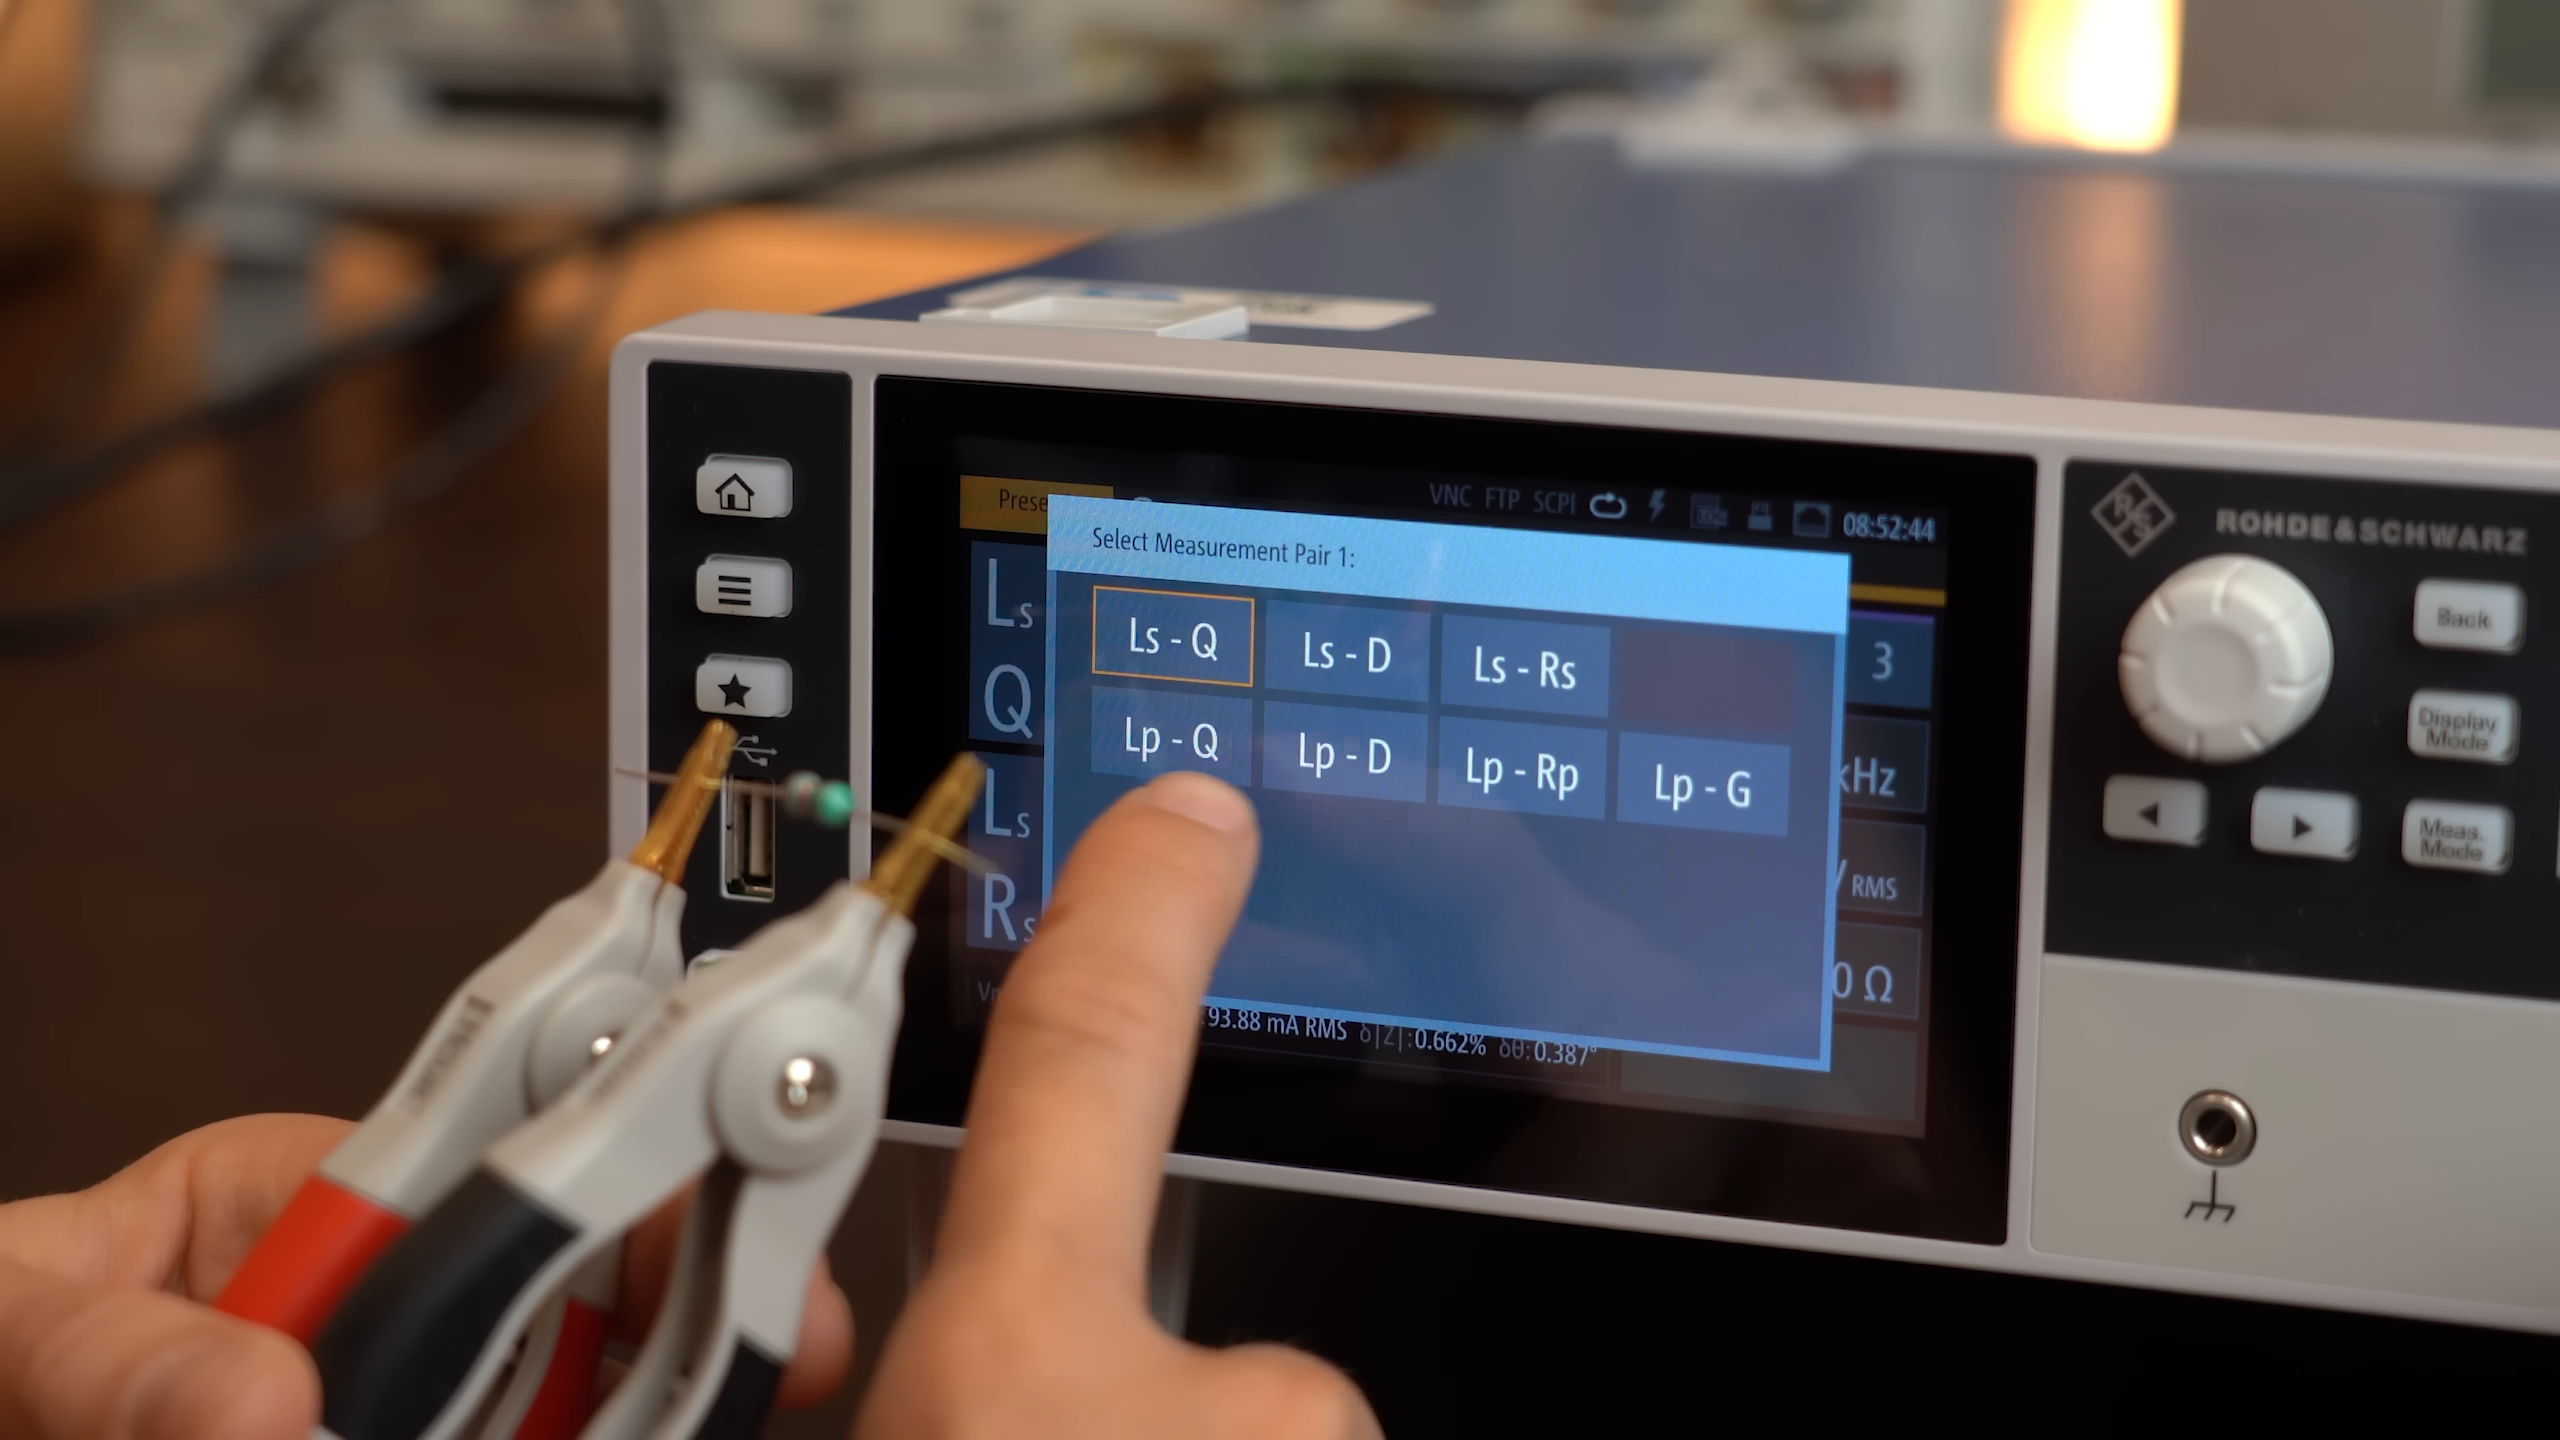 Prese
VNC FTP SCPI 08:52:44
ROHDE & SCHWARZ
R S
Select Measurement Pair 1:
Ls
Q
Ls - Q Ls - D Ls - Rs
Lp - Q Lp - D Lp - Rp Lp - G
3
kHz
Ls
Rs
V RMS
0 Ω
93.88 mA RMS δ|Z|:0.662% δθ:0.387°
Back
Display
Mode
Meas.
Mode